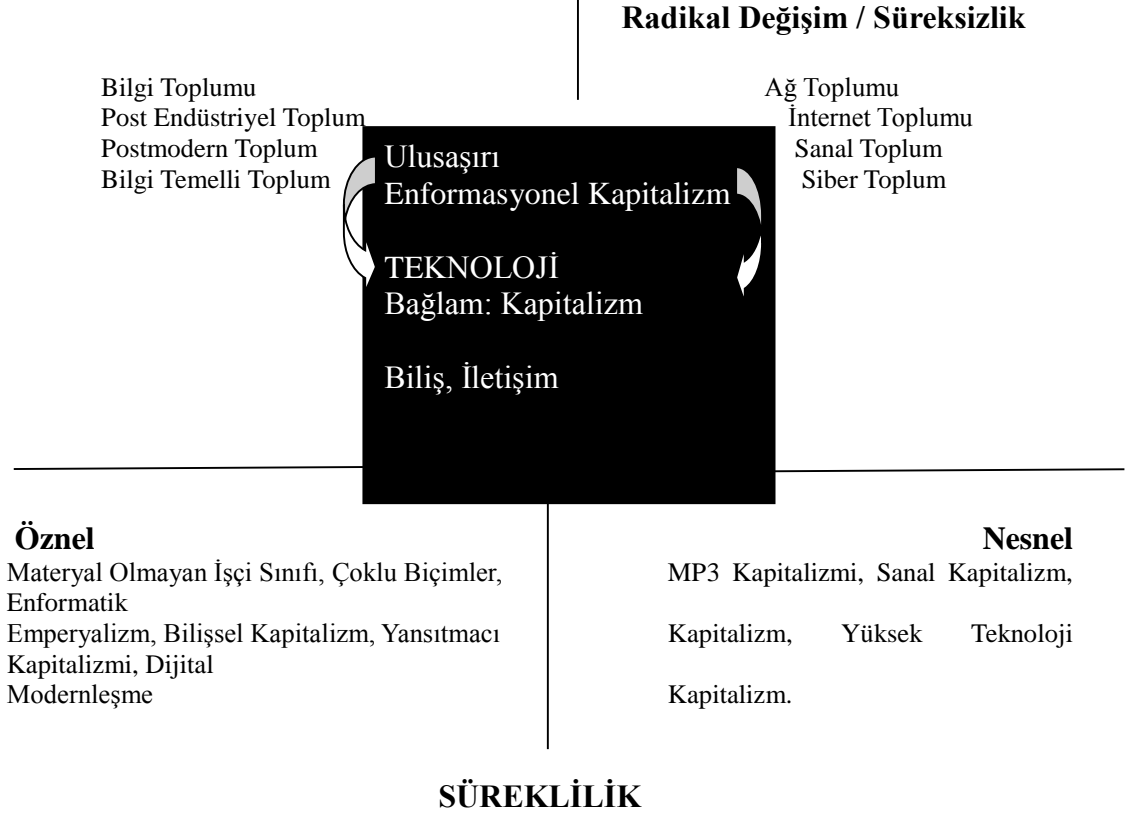 Radikal Değişim / Süreksizlik
Bilgi Toplumu
Post Endüstriyel Toplum
Postmodern Toplum
Bilgi Temelli Toplum
Ağ Toplumu
İnternet Toplumu
Sanal Toplum
Siber Toplum
Ulusaşırı
Enformasyonel Kapitalizm
TEKNOLOJİ
Bağlam: Kapitalizm
Biliş, İletişim
Öznel
Materyal Olmayan İşçi Sınıfı, Çoklu Biçimler,
Enformatik
Emperyalizm, Bilişsel Kapitalizm, Yansıtmacı
Kapitalizmi, Dijital
Modernleşme
Nesnel
MP3 Kapitalizmi, Sanal Kapitalizm,
Kapitalizm, Yüksek Teknoloji
Kapitalizm.
SÜREKLİLİK